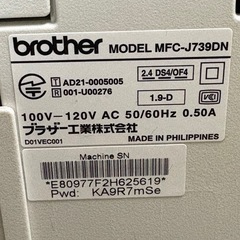 brother MODEL MFC-J739DN
T AD21-0005005
R 001-U00276
2.4 DS4/OF4
1.9-D
VCCI
100V–120V AC 50/60Hz 0.50A
ブラザー工業株式会社 MADE IN PHILIPPINES
D01VEC001
Machine SN
*E80977F2H625619*
Pwd: KA9R7mSe